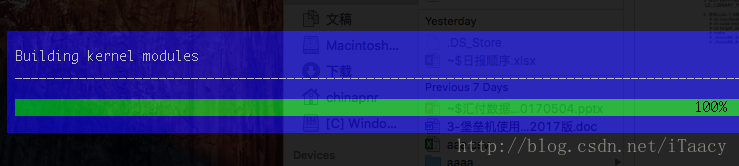 Yesterday
文稿
.DS_Store
Building kernel modules
Macintosh...
~$日报顺序.xlsx
下载
Previous 7 Days
chinapnr
~$汇付数据...0170504.pptx
100%
[C] Windo...
3-堡垒机使用...2017版.doc
http://blog.csdn.net/iTaacy
Devices
aaaa